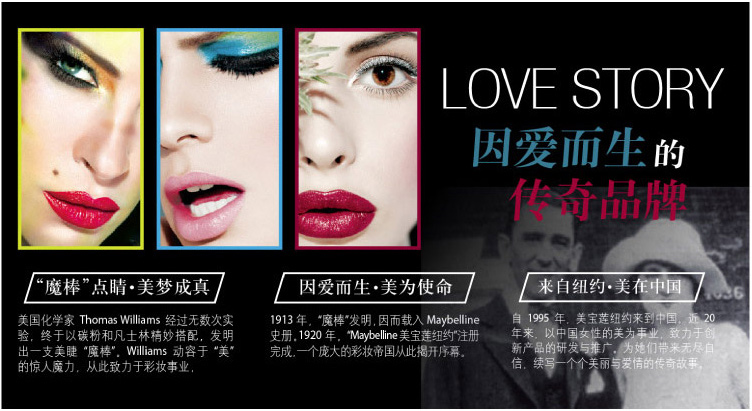 LOVE STORY
因爱而生的
传奇品牌
“魔棒”点睛·美梦成真
美国化学家 Thomas Williams 经过无数次实
验，终于以碳粉和凡士林精妙搭配，发明
出一支美睫 “魔棒”。Williams 动容于 “美”
的惊人魔力，从此致力于彩妆事业，
因爱而生·美为使命
1913 年，“魔棒”发明，因而载入 Maybelline
史册，1920 年，“Maybelline 美宝莲纽约”注册
完成，一个庞大的彩妆帝国从此揭开序幕。
来自纽约·美在中国
自 1995 年，美宝莲纽约来到中国，近 20
年来，以中国女性的美为事业，致力于创
新产品的研发与推广。为她们带来无尽自
信，续写一个个美丽与爱情的传奇故事。